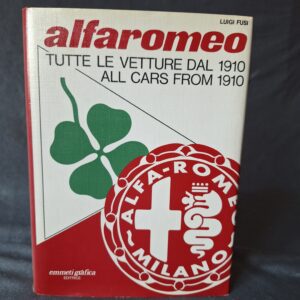 LUIGI FUSI
alfaromeo
TUTTE LE VETTURE DAL 1910
ALL CARS FROM 1910
ALFA-ROMEO
MILANO
emmeti grafica
EDITRICE